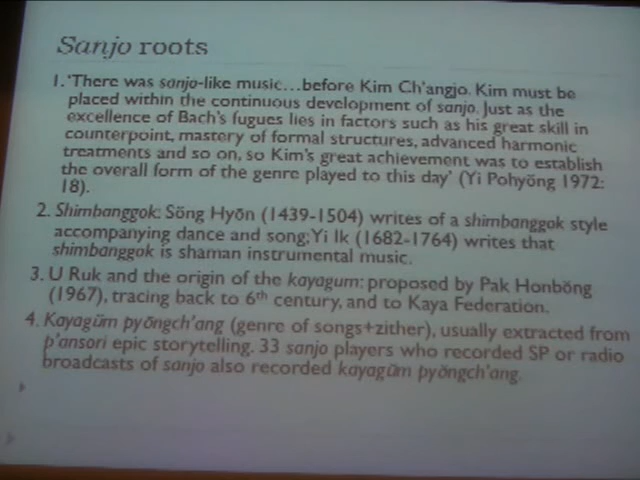 Sanjo roots
1. 'There was sanjo-like music…before Kim Ch'angjo. Kim must be
placed within the continuous development of sanjo. Just as the
excellence of Bach's fugues lies in factors such as his great skill in
counterpoint, mastery of formal structures, advanced harmonic
treatments and so on, so Kim's great achievement was to establish
the overall form of the genre played to this day' (Yi Pohyŏng 1972:
18).
2. Shimbanggok: Sŏng Hyŏn (1439-1504) writes of a shimbanggok style
accompanying dance and song; Yi Ik (1682-1764) writes that
shimbanggok is shaman instrumental music.
3. U Ruk and the origin of the kayagum: proposed by Pak Honbŏng
(1967), tracing back to 6th century, and to Kaya Federation.
4. Kayagŭm pyŏngch'ang (genre of songs+zither), usually extracted from
p'ansori epic storytelling. 33 sanjo players who recorded SP or radio
broadcasts of sanjo also recorded kayagŭm pyŏngch'ang.